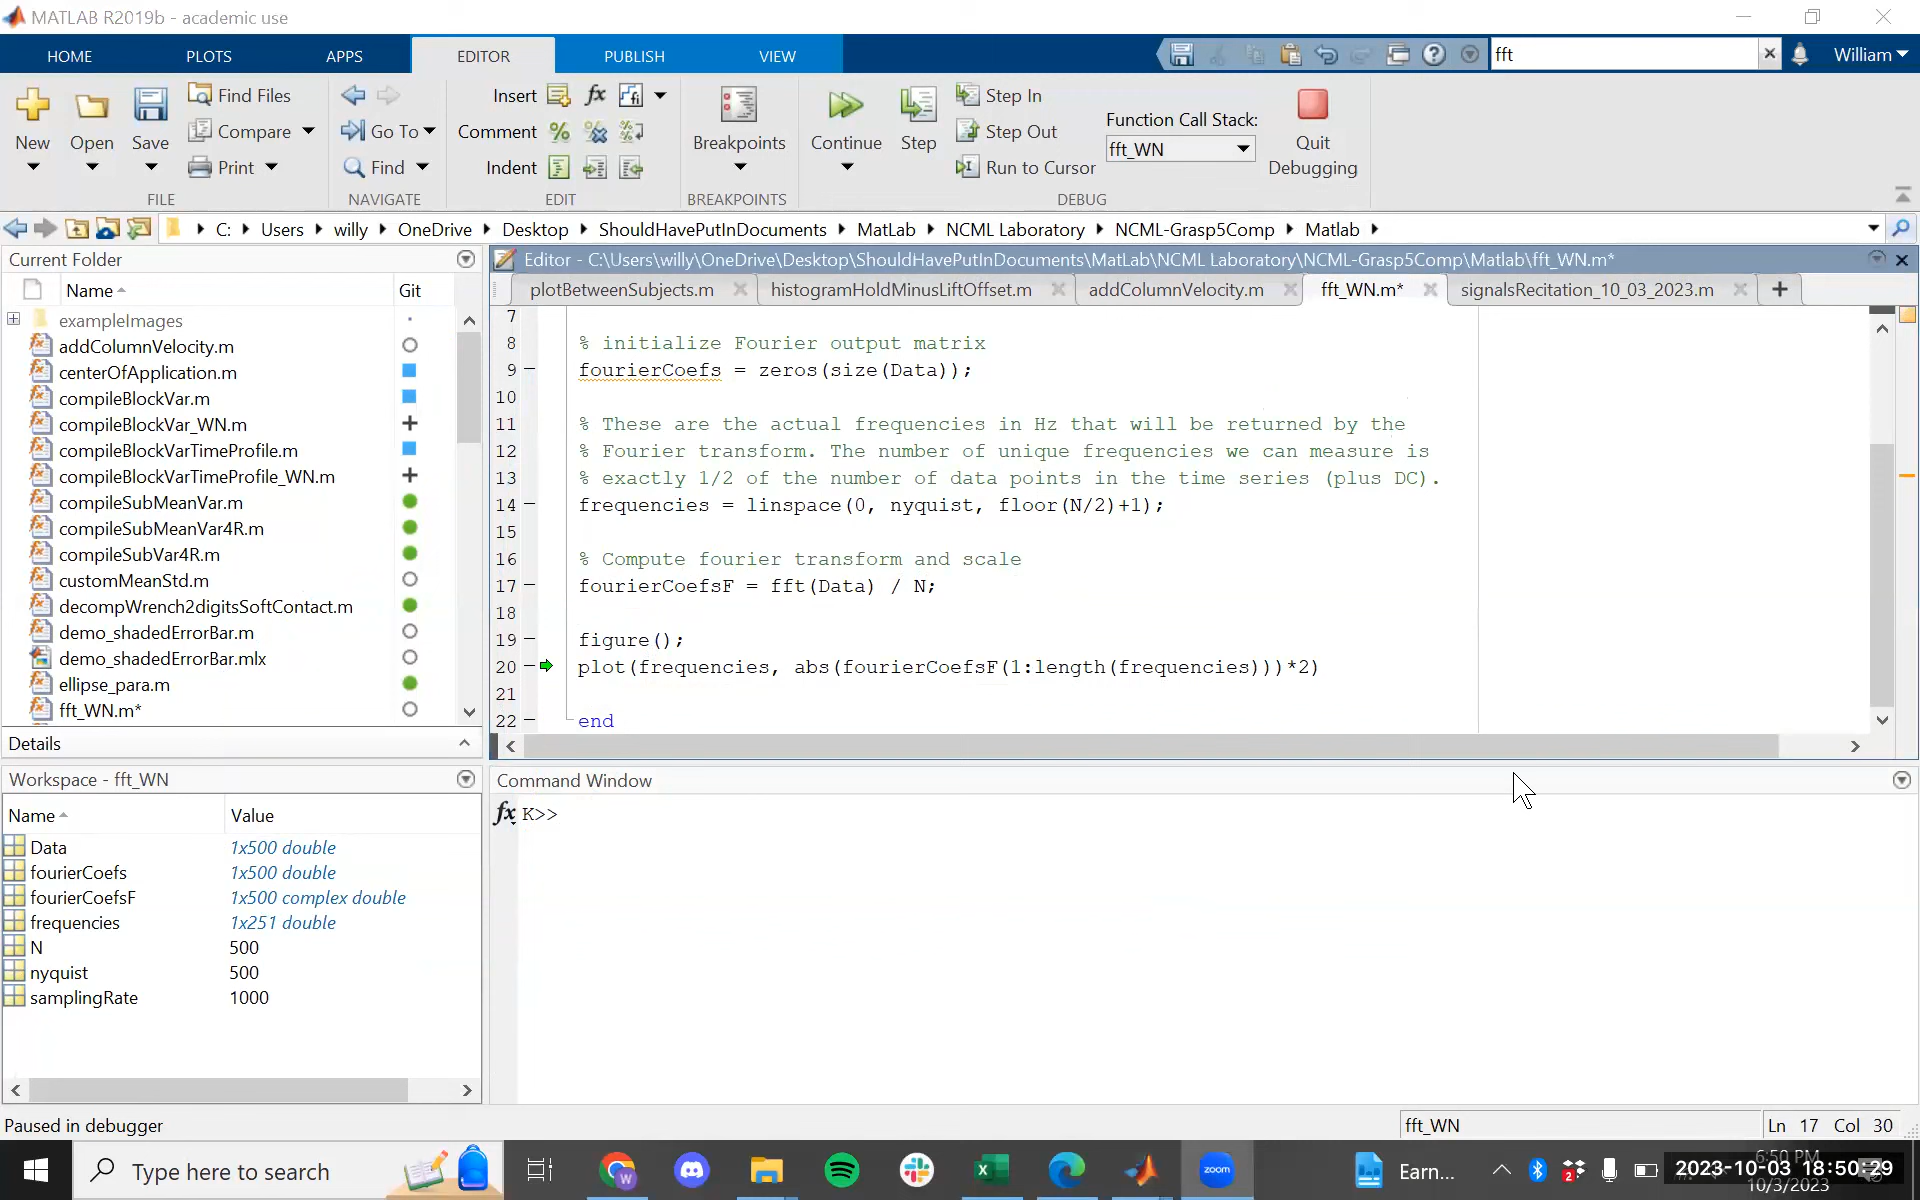 MATLAB R2019b - academic use
HOME PLOTS APPS EDITOR PUBLISH VIEW fft William
New Open Save Find Files Compare Print FILE
Go To Find NAVIGATE
Insert fx Comment Indent EDIT
Breakpoints BREAKPOINTS
Continue Step Step In Step Out Run to Cursor Function Call Stack: fft_WN Quit Debugging DEBUG
C: Users willy OneDrive Desktop ShouldHavePutInDocuments MatLab NCML Laboratory NCML-Grasp5Comp Matlab
Current Folder
Name Git
exampleImages
addColumnVelocity.m
centerOfApplication.m
compileBlockVar.m
compileBlockVar_WN.m
compileBlockVarTimeProfile.m
compileBlockVarTimeProfile_WN.m
compileSubMeanVar.m
compileSubMeanVar4R.m
compileSubVar4R.m
customMeanStd.m
decompWrench2digitsSoftContact.m
demo_shadedErrorBar.m
demo_shadedErrorBar.mlx
ellipse_para.m
fft_WN.m*
Details
Workspace - fft_WN
Name Value
Data 1x500 double
fourierCoefs 1x500 double
fourierCoefsF 1x500 complex double
frequencies 1x251 double
N 500
nyquist 500
samplingRate 1000
Editor - C:\Users\willy\OneDrive\Desktop\ShouldHavePutInDocuments\MatLab\NCML Laboratory\NCML-Grasp5Comp\Matlab\fft_WN.m*
plotBetweenSubjects.m histogramHoldMinusLiftOffset.m addColumnVelocity.m fft_WN.m* signalsRecitation_10_03_2023.m
7
8 % initialize Fourier output matrix
9 – fourierCoefs = zeros(size(Data));
10
11 % These are the actual frequencies in Hz that will be returned by the
12 % Fourier transform. The number of unique frequencies we can measure is
13 % exactly 1/2 of the number of data points in the time series (plus DC).
14 – frequencies = linspace(0, nyquist, floor(N/2)+1);
15
16 % Compute fourier transform and scale
17 – fourierCoefsF = fft(Data) / N;
18
19 – figure();
20 – plot(frequencies, abs(fourierCoefsF(1:length(frequencies)))*2)
21
22 – end
Command Window
fx K>>
Paused in debugger fft_WN Ln 17 Col 30
Type here to search W zoom Earn... 2 6:50 PM
2023-10-03 18:50:29
10/3/2023